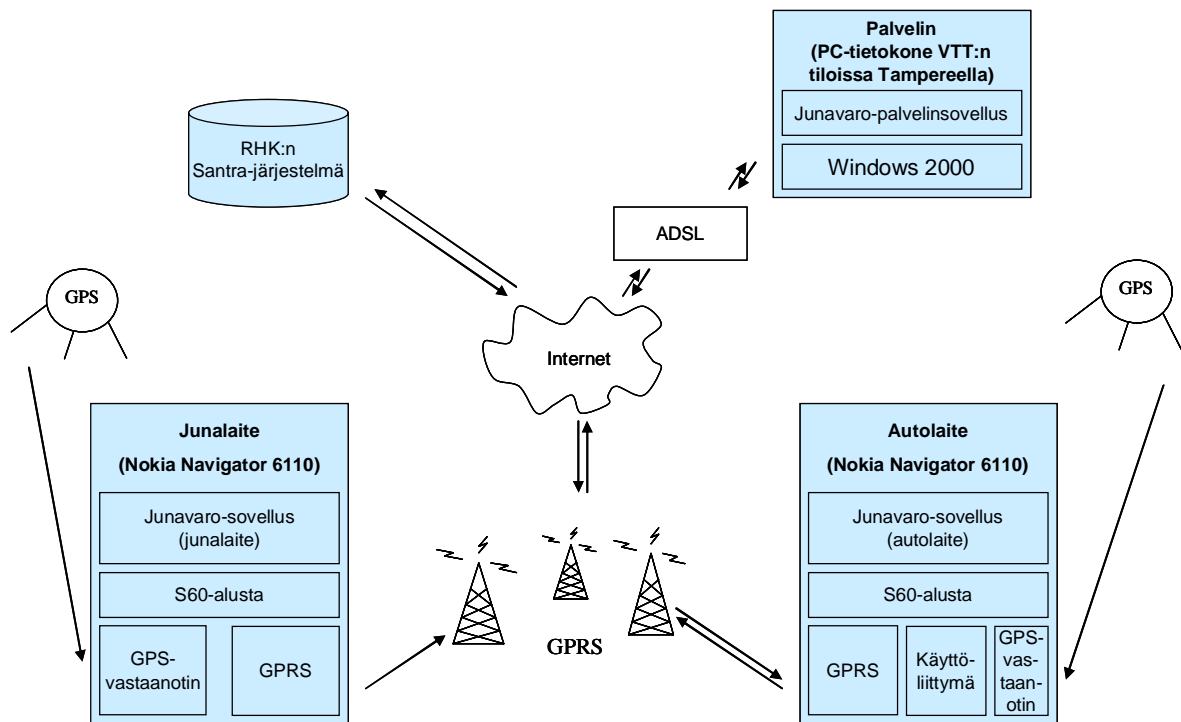 Palvelin
(PC-tietokone VTT:n
tiloissa Tampereella)
Junavaro-palvelinsovellus
Windows 2000
RHK:n
Santra-järjestelmä
ADSL
GPS
GPS
Internet
Junalaite
(Nokia Navigator 6110)
Junavaro-sovellus
(junalaite)
S60-alusta
GPS-
vastaanotin
GPRS
GPRS
Autolaite
(Nokia Navigator 6110)
Junavaro-sovellus
(autolaite)
S60-alusta
GPRS
Käyttö-
liittymä
GPS-
vas-
taan-
otin